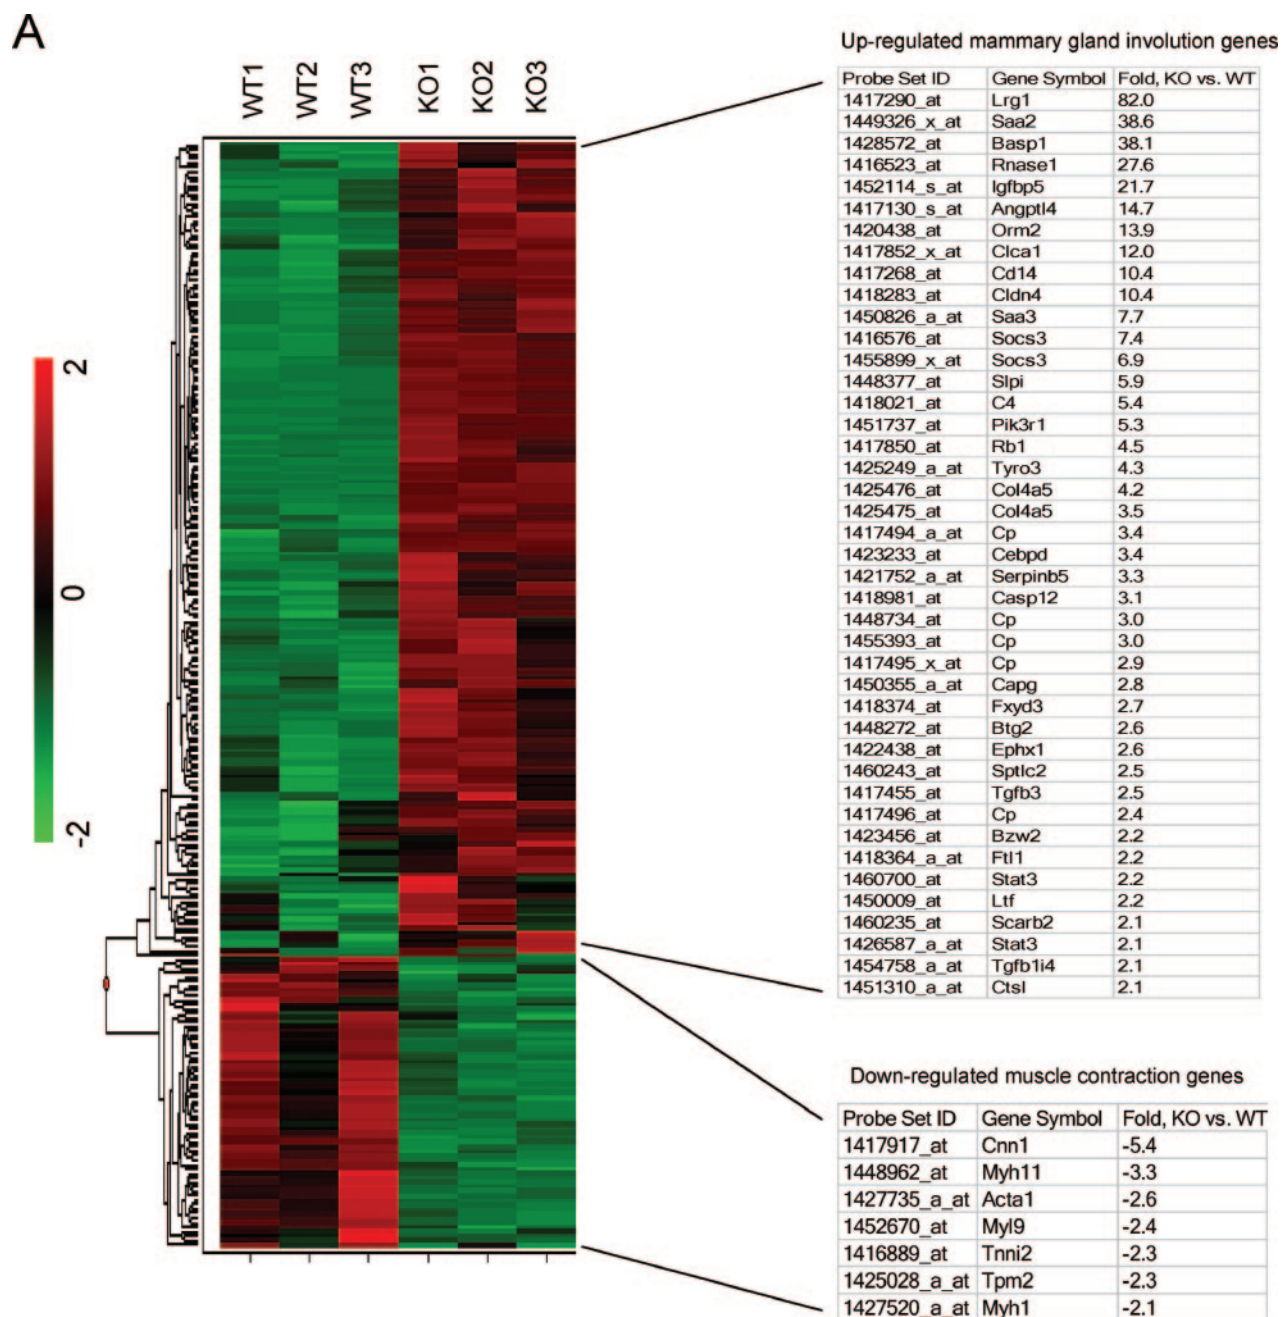 A
WT1
WT2
WT3
KO1
KO2
KO3
2
0
-2
Up-regulated mammary gland involution genes
Probe Set ID Gene Symbol Fold, KO vs. WT
1417290_at Lrg1 82.0
1449326_x_at Saa2 38.6
1428572_at Basp1 38.1
1416523_at Rnase1 27.6
1452114_s_at Igfbp5 21.7
1417130_s_at Angptl4 14.7
1420438_at Orm2 13.9
1417852_x_at Clca1 12.0
1417268_at Cd14 10.4
1418283_at Cldn4 10.4
1450826_a_at Saa3 7.7
1416576_at Socs3 7.4
1455899_x_at Socs3 6.9
1448377_at Slpi 5.9
1418021_at C4 5.4
1451737_at Pik3r1 5.3
1417850_at Rb1 4.5
1425249_a_at Tyro3 4.3
1425476_at Col4a5 4.2
1425475_at Col4a5 3.5
1417494_a_at Cp 3.4
1423233_at Cebpd 3.4
1421752_a_at Serpinb5 3.3
1418981_at Casp12 3.1
1448734_at Cp 3.0
1455393_at Cp 3.0
1417495_x_at Cp 2.9
1450355_a_at Capg 2.8
1418374_at Fxyd3 2.7
1448272_at Btg2 2.6
1422438_at Ephx1 2.6
1460243_at Sptlc2 2.5
1417455_at Tgfb3 2.5
1417496_at Cp 2.4
1423456_at Bzw2 2.2
1418364_a_at Ftl1 2.2
1460700_at Stat3 2.2
1450009_at Ltf 2.2
1460235_at Scarb2 2.1
1426587_a_at Stat3 2.1
1454758_a_at Tgfb1i4 2.1
1451310_a_at Ctsl 2.1
Down-regulated muscle contraction genes
Probe Set ID Gene Symbol Fold, KO vs. WT
1417917_at Cnn1 -5.4
1448962_at Myh11 -3.3
1427735_a_at Acta1 -2.6
1452670_at Myl9 -2.4
1416889_at Tnni2 -2.3
1425028_a_at Tpm2 -2.3
1427520_a_at Myh1 -2.1